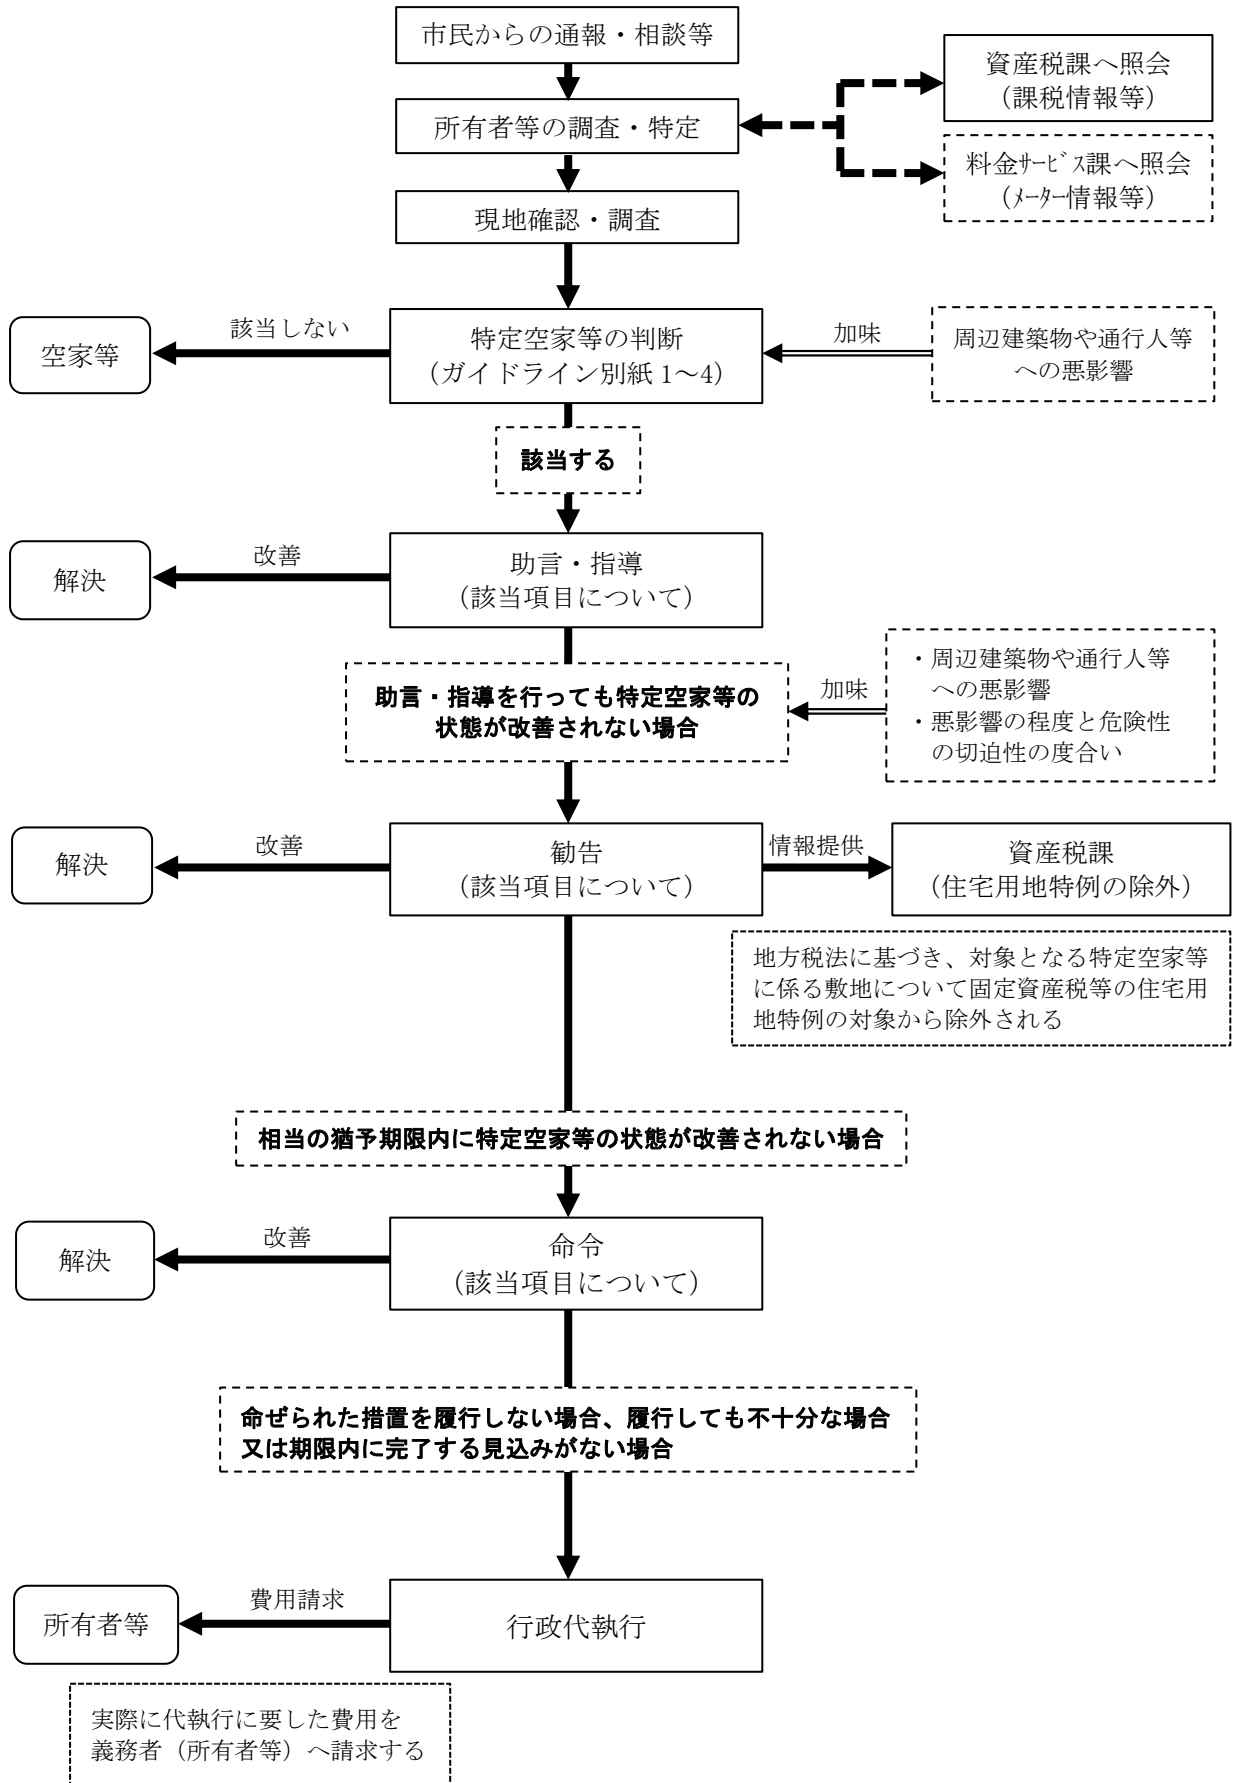 市民からの通報・相談等
資産税課へ照会
（課税情報等）
所有者等の調査・特定
料金ｻｰﾋﾞｽ課へ照会
（ﾒｰﾀｰ情報等）
現地確認・調査
該当しない
空家等
特定空家等の判断
（ガイドライン別紙 1～4）
加味
周辺建築物や通行人等
への悪影響
該当する
改善
解決
助言・指導
（該当項目について）
助言・指導を行っても特定空家等の
状態が改善されない場合
加味
・周辺建築物や通行人等
への悪影響
・悪影響の程度と危険性
の切迫性の度合い
改善
解決
勧告
（該当項目について）
情報提供
資産税課
（住宅用地特例の除外）
地方税法に基づき、対象となる特定空家等
に係る敷地について固定資産税等の住宅用
地特例の対象から除外される
相当の猶予期限内に特定空家等の状態が改善されない場合
改善
解決
命令
（該当項目について）
命ぜられた措置を履行しない場合、履行しても不十分な場合
又は期限内に完了する見込みがない場合
費用請求
所有者等
行政代執行
実際に代執行に要した費用を
義務者（所有者等）へ請求する